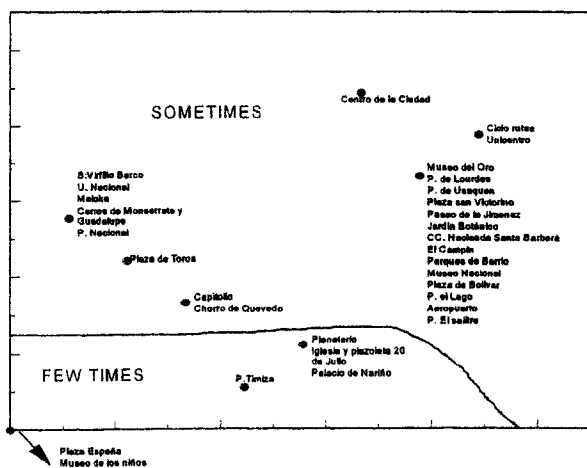 SOMETIMES
Centro de la Ciudad
Ciclo rutas
Unicentro
B.Virfilio Barco
U. Nacional
Maloka
Cerros de Monserrate y
Guadalupe
P. Nacional
Museo del Oro
P. de Lourdes
P. de Usaquen
Plaza san Victorino
Paseo de la Jimenez
Jardin Botánico
CC. Hacienda Santa Barbará
El Campin
Parques de Barrio
Museo Nacional
Plaza de Bolivar
P. el Lago
Aeropuerto
P. El salitre
Plaza de Toros
Capitolio
Chorro de Quevedo
FEW TIMES
Planetario
Iglesia y plazoleta 20
de Julio
Palacio de Nariño
P. Timiza
Plaza España
Museo de los niños